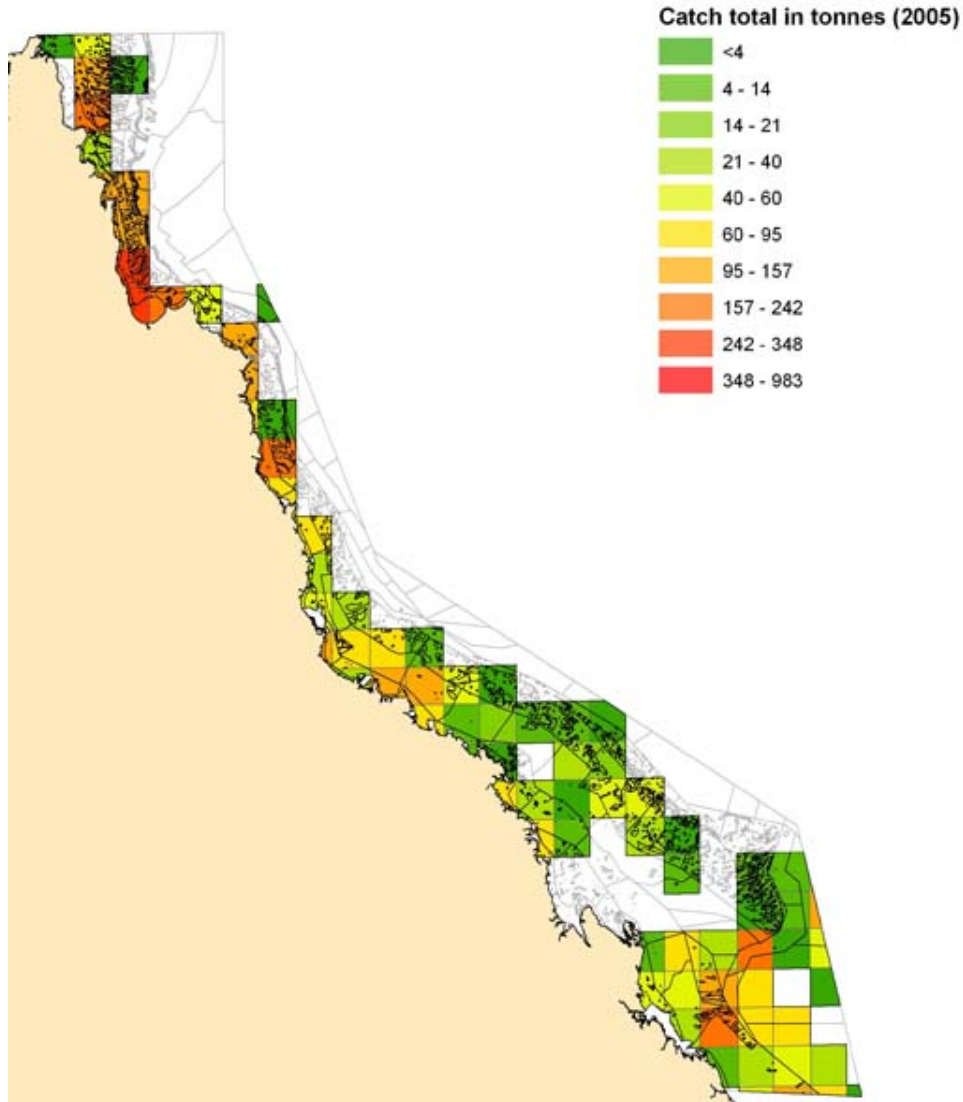 Catch total in tonnes (2005)
<4
4 - 14
14 - 21
21 - 40
40 - 60
60 - 95
95 - 157
157 - 242
242 - 348
348 - 983